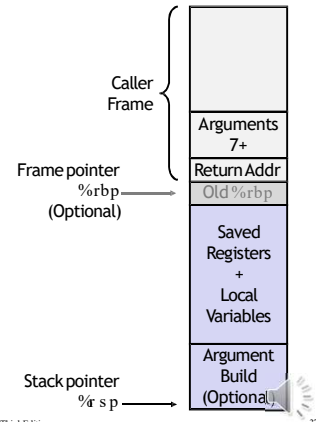 Caller
Frame
Arguments
7+
Frame pointer
%rbp
(Optional)
Return Addr
Old %rbp
Saved
Registers
+
Local
Variables
Argument
Build
(Optional)
Stack pointer
%rsp